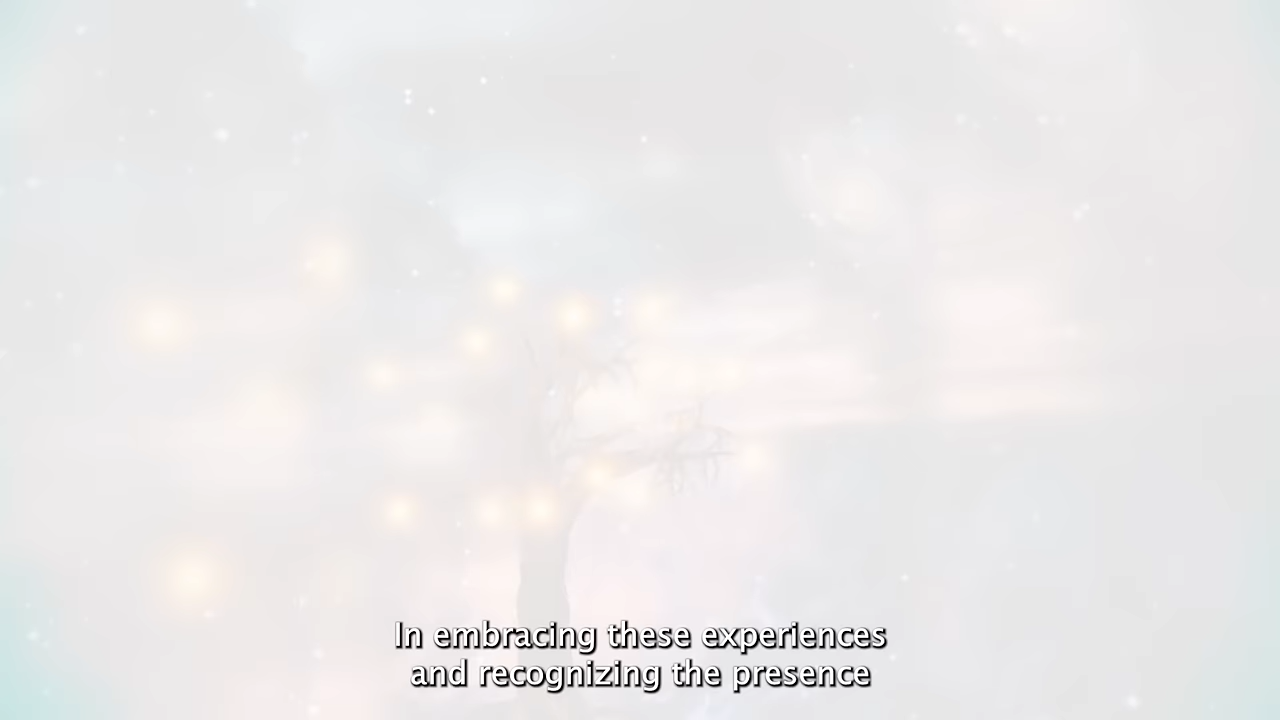 In embracing these experiences
and recognizing the presence